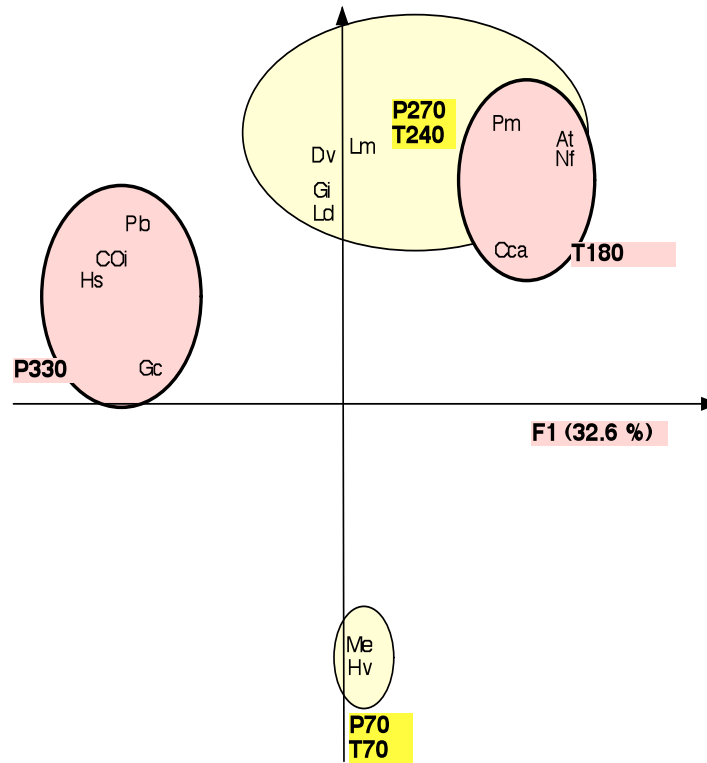 P270
T240
Pm
At
Nf
Lm
Dv
Gi
Ld
Cca
T180
Pb
COi
Hs
P330
Gc
F1 (32.6 %)
Me
Hv
P70
T70